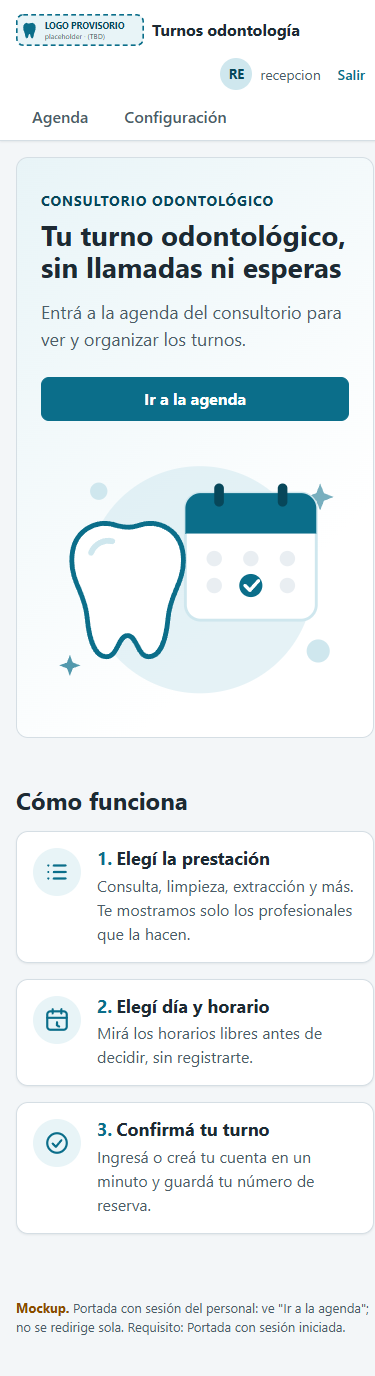 LOGO PROVISORIO
placeholder · (TBD)
Turnos odontología
RE
recepcion
Salir
Agenda
Configuración
CONSULTORIO ODONTOLÓGICO
Tu turno odontológico,
sin llamadas ni esperas
Entrá a la agenda del consultorio para
ver y organizar los turnos.
Ir a la agenda
Cómo funciona
1. Elegí la prestación
Consulta, limpieza, extracción y más.
Te mostramos solo los profesionales
que la hacen.
2. Elegí día y horario
Mirá los horarios libres antes de
decidir, sin registrarte.
3. Confirmá tu turno
Ingresá o creá tu cuenta en un
minuto y guardá tu número de
reserva.
Mockup. Portada con sesión del personal: ve "Ir a la agenda";
no se redirige sola. Requisito: Portada con sesión iniciada.